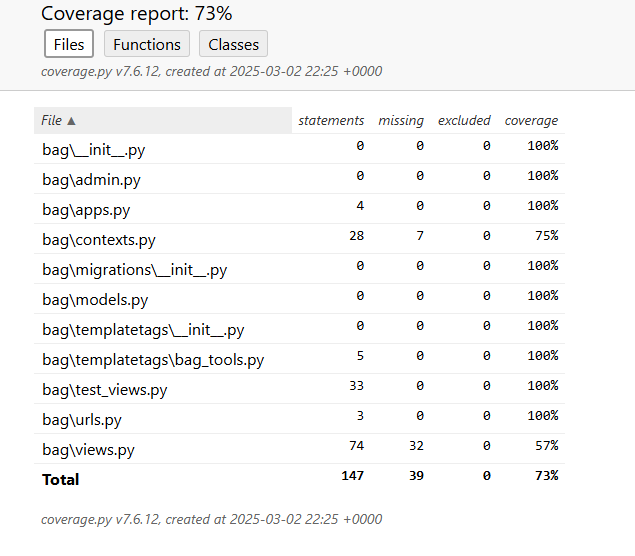 Coverage report: 73%
Files Functions Classes
coverage.py v7.6.12, created at 2025-03-02 22:25 +0000
File ▲ statements missing excluded coverage
bag\__init__.py 0 0 0 100%
bag\admin.py 0 0 0 100%
bag\apps.py 4 0 0 100%
bag\contexts.py 28 7 0 75%
bag\migrations\__init__.py 0 0 0 100%
bag\models.py 0 0 0 100%
bag\templatetags\__init__.py 0 0 0 100%
bag\templatetags\bag_tools.py 5 0 0 100%
bag\test_views.py 33 0 0 100%
bag\urls.py 3 0 0 100%
bag\views.py 74 32 0 57%
Total 147 39 0 73%
coverage.py v7.6.12, created at 2025-03-02 22:25 +0000